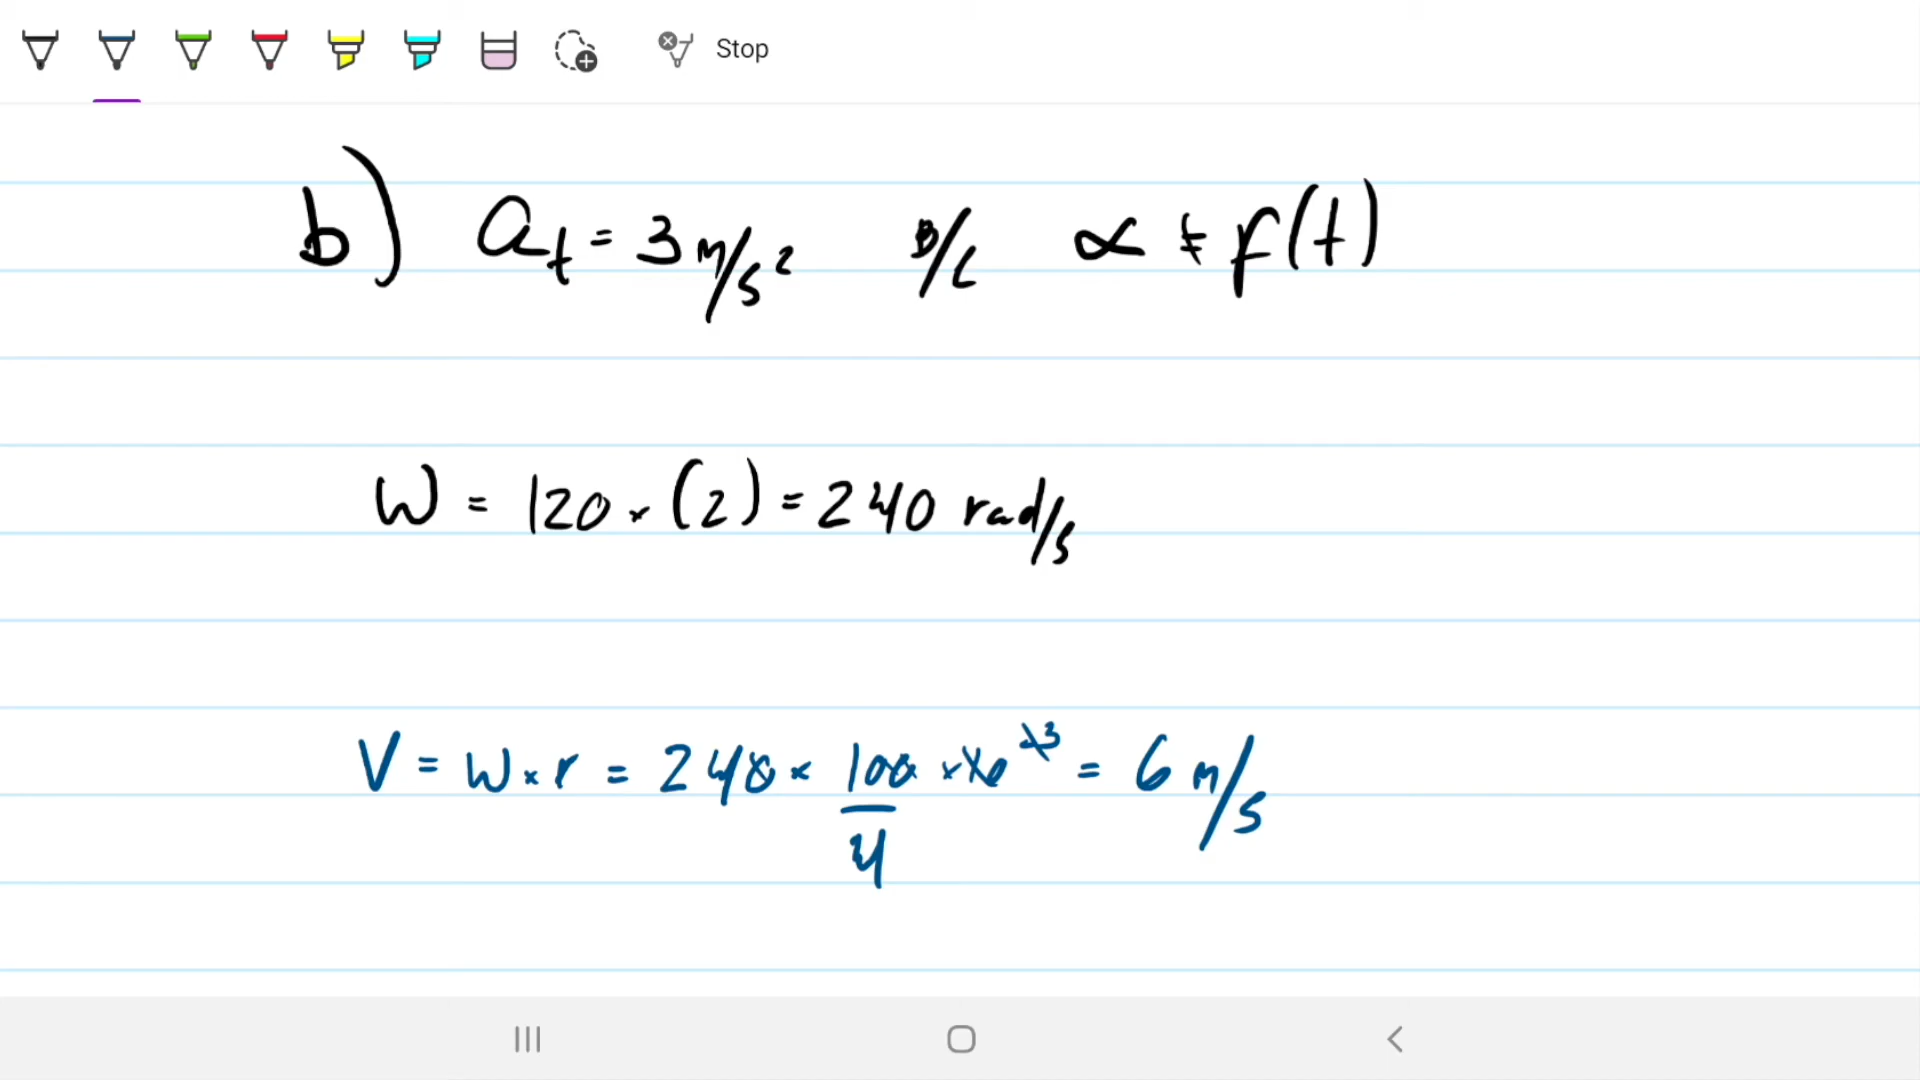 Stop
b) a_t = 3 m/s² B/C α ≠ f(t)
W = 120 × (2) = 240 rad/s
V = W × r = 240 × 100/4 × 10^-3 = 6 m/s